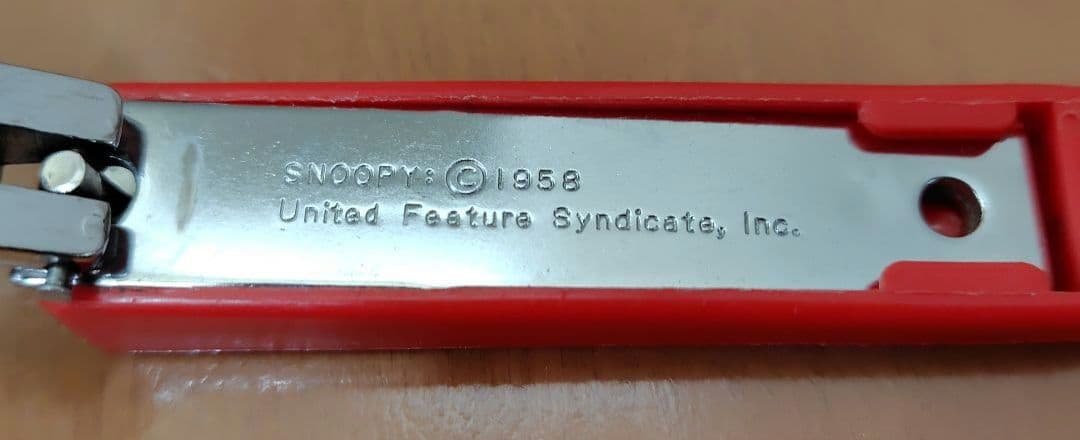 SNOOPY: © 1958
United Feature Syndicate, Inc.